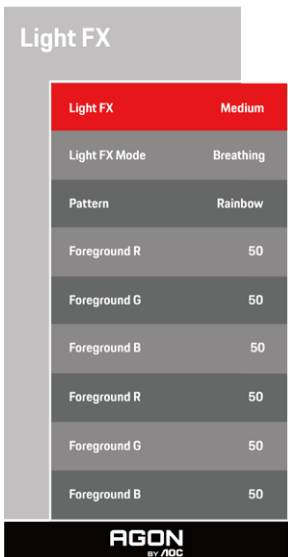 Light FX
Light FX Medium
Light FX Mode Breathing
Pattern Rainbow
Foreground R 50
Foreground G 50
Foreground B 50
Foreground R 50
Foreground G 50
Foreground B 50
AGON
BY AOC